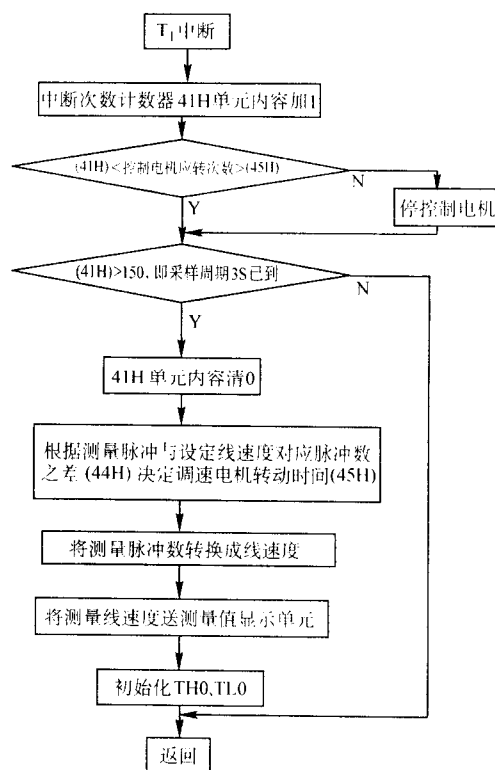 T₁中断
中断次数计数器41H单元内容加1
(41H)<控制电机应转次数>(45H)
N
Y
停控制电机
(41H)>150，即采样周期3S已到
N
Y
41H单元内容清0
根据测量脉冲与设定线速度对应脉冲数
之差(44H)决定调速电机转动时间(45H)
将测量脉冲数转换成线速度
将测量线速度送测量值显示单元
初始化TH0,TL0
返回